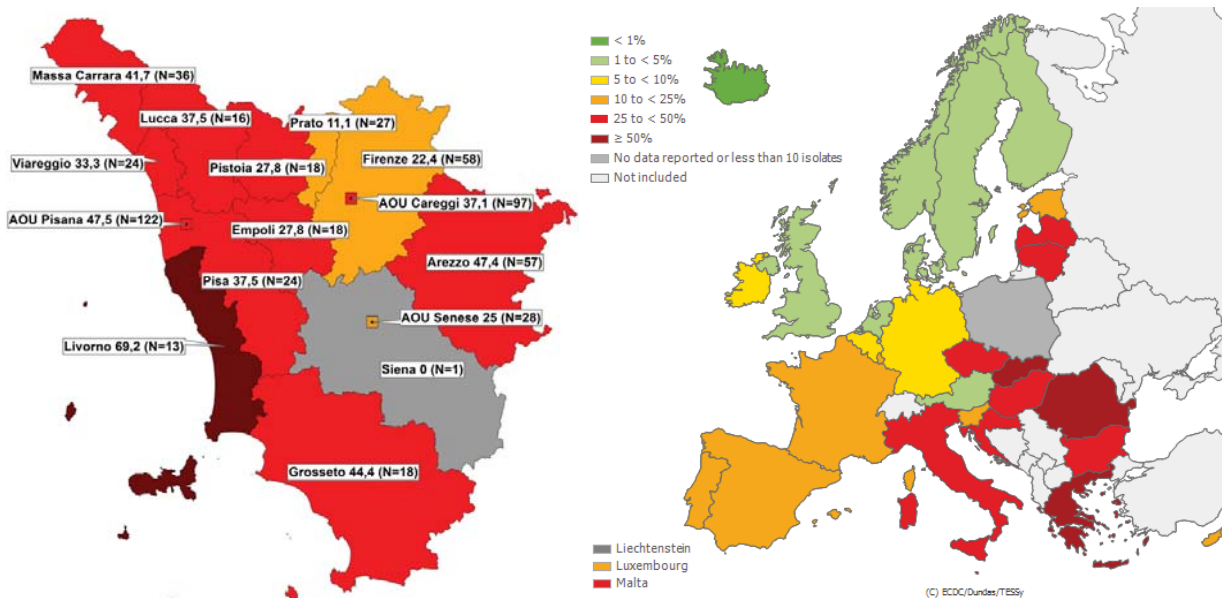 Massa Carrara 41,7 (N=36)
Lucca 37,5 (N=16)
Prato 11,1 (N=27)
Viareggio 33,3 (N=24)
Pistoia 27,8 (N=18)
Firenze 22,4 (N=58)
AOU Careggi 37,1 (N=97)
AOU Pisana 47,5 (N=122)
Empoli 27,8 (N=18)
Arezzo 47,4 (N=57)
Pisa 37,5 (N=24)
AOU Senese 25 (N=28)
Livorno 69,2 (N=13)
Siena 0 (N=1)
Grosseto 44,4 (N=18)
< 1%
1 to < 5%
5 to < 10%
10 to < 25%
25 to < 50%
≥ 50%
No data reported or less than 10 isolates
Not included
Liechtenstein
Luxembourg
Malta
(C) ECDC/Dundas/TESSy